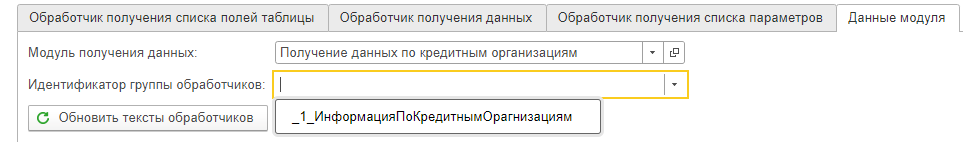 Обработчик получения списка полей таблицы Обработчик получения данных Обработчик получения списка параметров Данные модуля
Модуль получения данных: Получение данных по кредитным организациям
Идентификатор группы обработчиков:
Обновить тексты обработчиков _1_ИнформацияПоКредитнымОрагнизациям